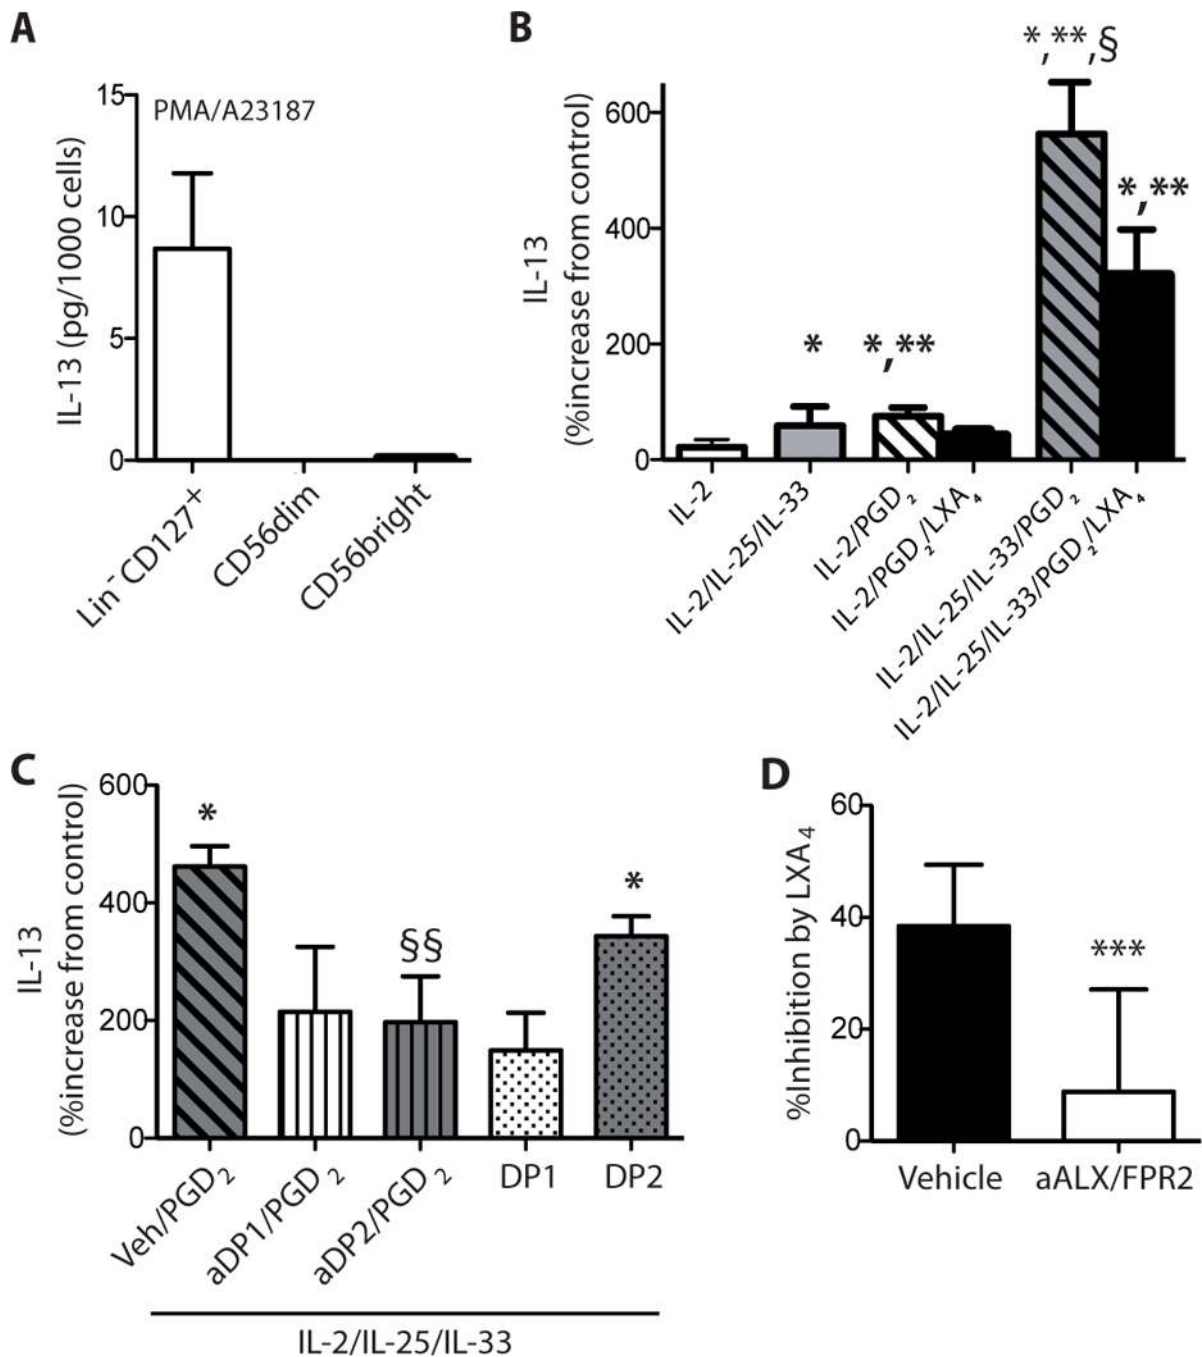 A
PMA/A23187
IL-13 (pg/1000 cells)
15
10
5
0
Lin⁻CD127⁺
CD56dim
CD56bright
B
IL-13
(%increase from control)
600
400
200
0
*
*,**
*,**,§
*,**
IL-2
IL-2/IL-25/IL-33
IL-2/PGD₂
IL-2/PGD₂/LXA₄
IL-2/IL-25/IL-33/PGD₂
IL-2/IL-25/IL-33/PGD₂/LXA₄
C
IL-13
(%increase from control)
600
400
200
0
*
§§
*
Veh/PGD₂
aDP1/PGD₂
aDP2/PGD₂
DP1
DP2
IL-2/IL-25/IL-33
D
%Inhibition by LXA₄
60
40
20
0
***
Vehicle
aALX/FPR2